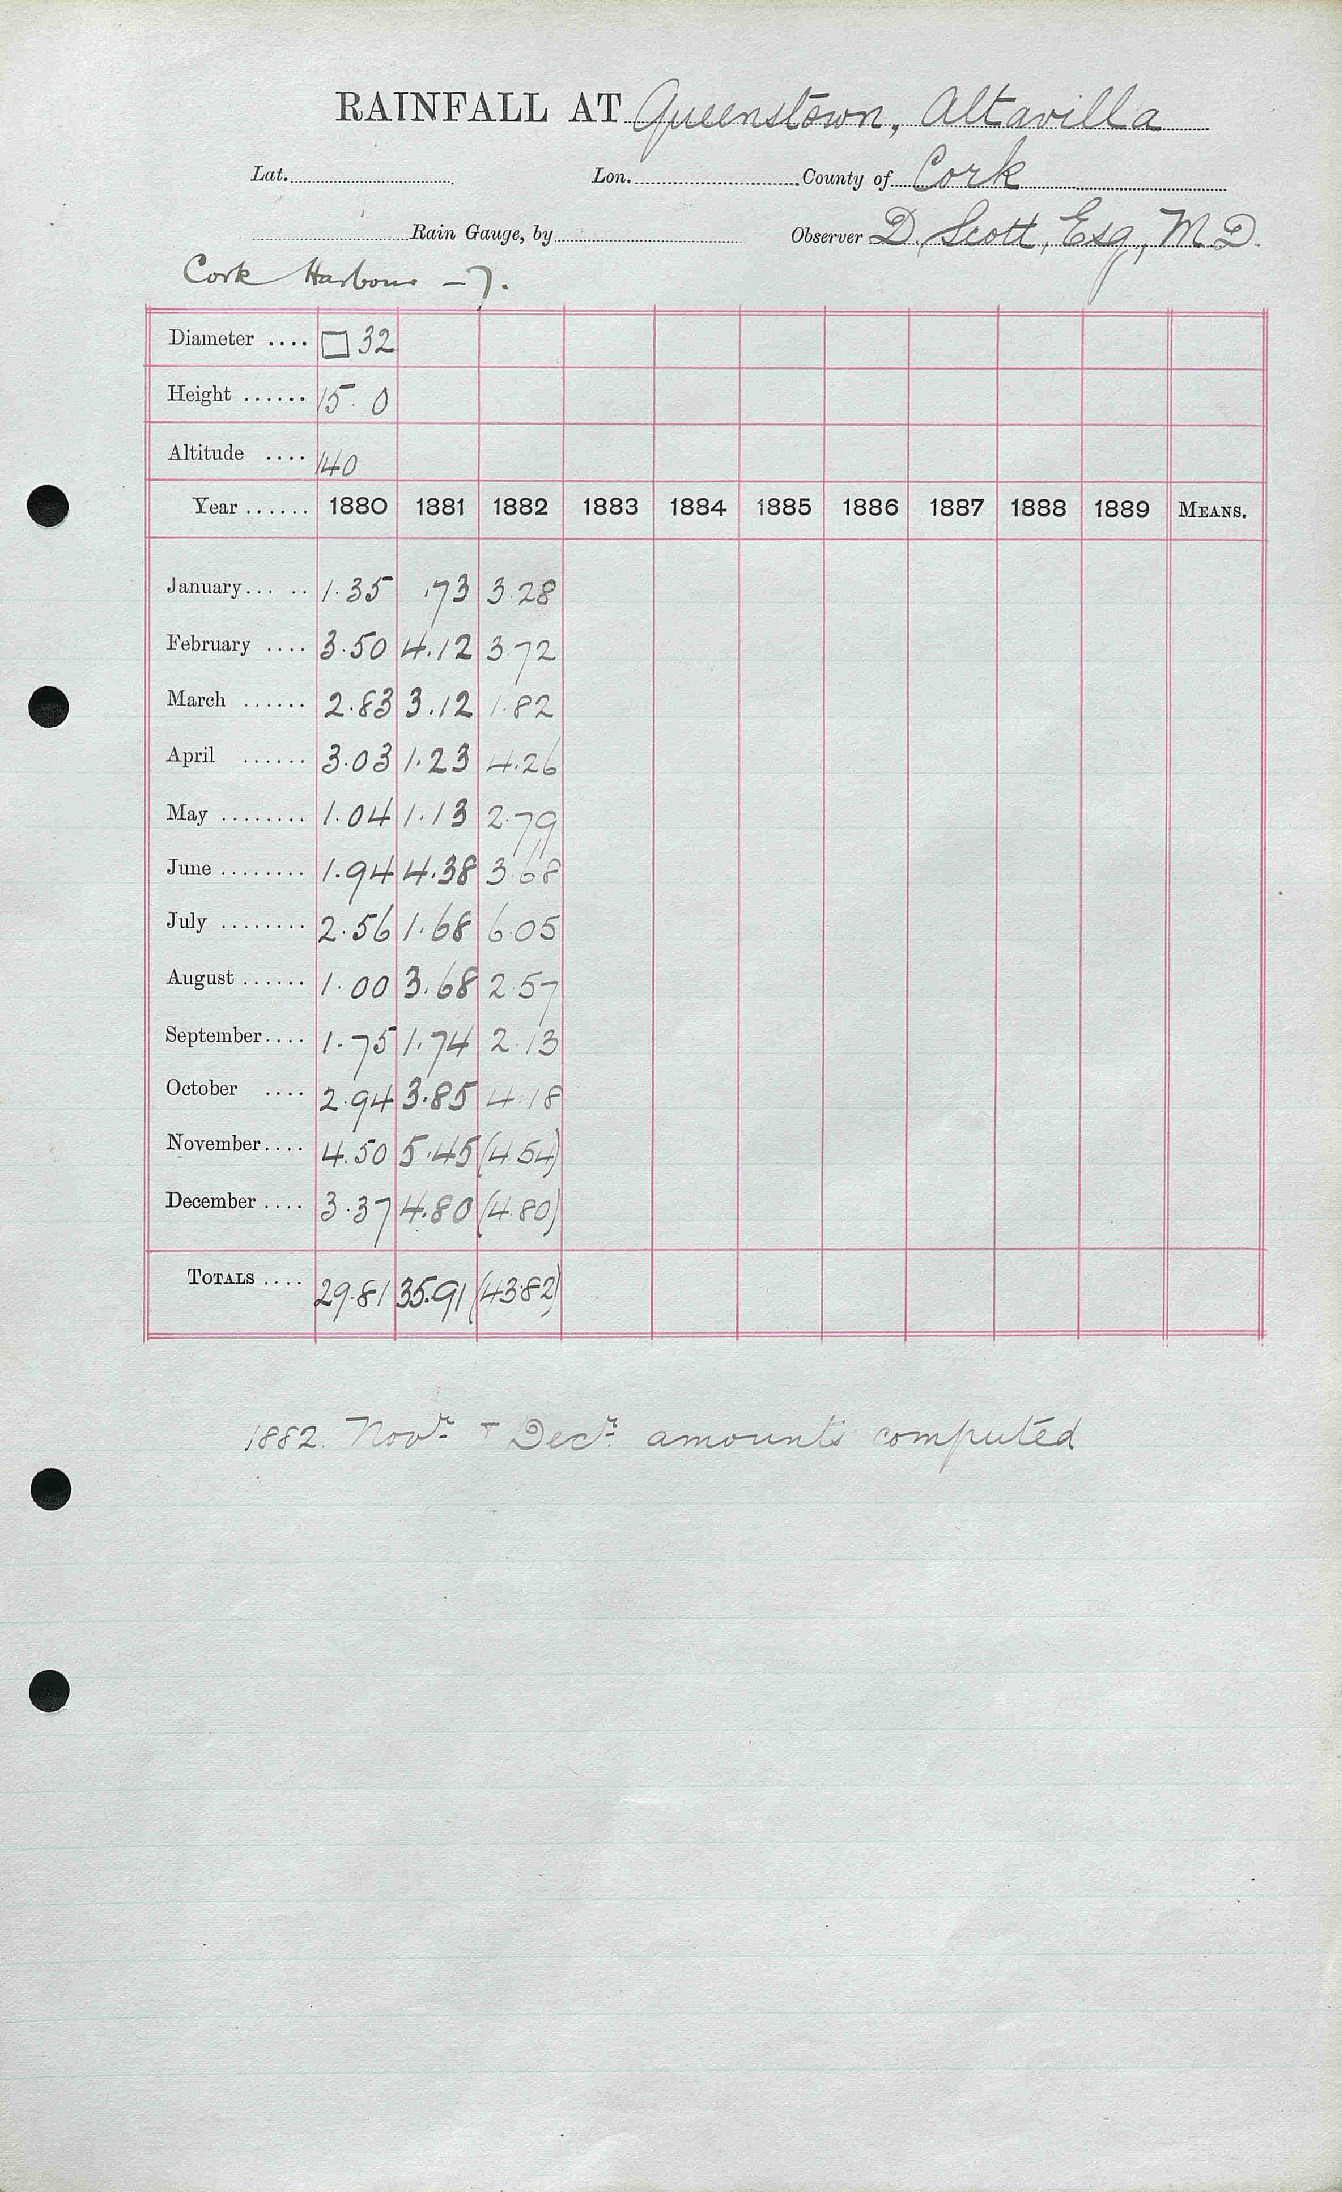 RAINFALL AT Queenstown, Altavilla
Lat. Lon. County of Cork
Rain Gauge, by Observer D. Scott, Esq, M.D.
Cork Harbour – 7.
Diameter .... □ 32
Height ...... 15. 0
Altitude .... 140
Year ...... 1880 1881 1882 1883 1884 1885 1886 1887 1888 1889 MEANS.
January... .. 1.35 .73 3.28
February .... 3.50 4.12 3.72
March ...... 2.83 3.12 1.82
April ...... 3.03 1.23 4.26
May ........ 1.04 1.13 2.79
June ........ 1.94 4.38 3.68
July ........ 2.56 1.68 6.05
August ...... 1.00 3.68 2.57
September.... 1.75 1.74 2.13
October .... 2.94 3.85 4.18
November.... 4.50 5.45 (4.54)
December .... 3.37 4.80 (4.80)
TOTALS .... 29.81 35.91 (43.82)
1882. Novr. & Decr. amounts computed